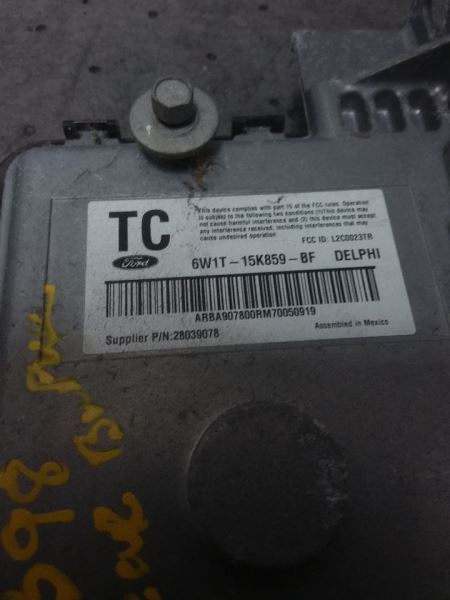 TC
Ford
This device complies with part 15 of the FCC rules. Operation
is subject to the following two conditions (1)This device may
not cause harmful interference and (2) this device must accept
any interference received, including interference that may
cause undesired operation
FCC ID: L2C0023TR
6W1T-15K859-BF DELPHI
ARBA907800RM70050919
Supplier P/N:28039078
Assembled in Mexico
398